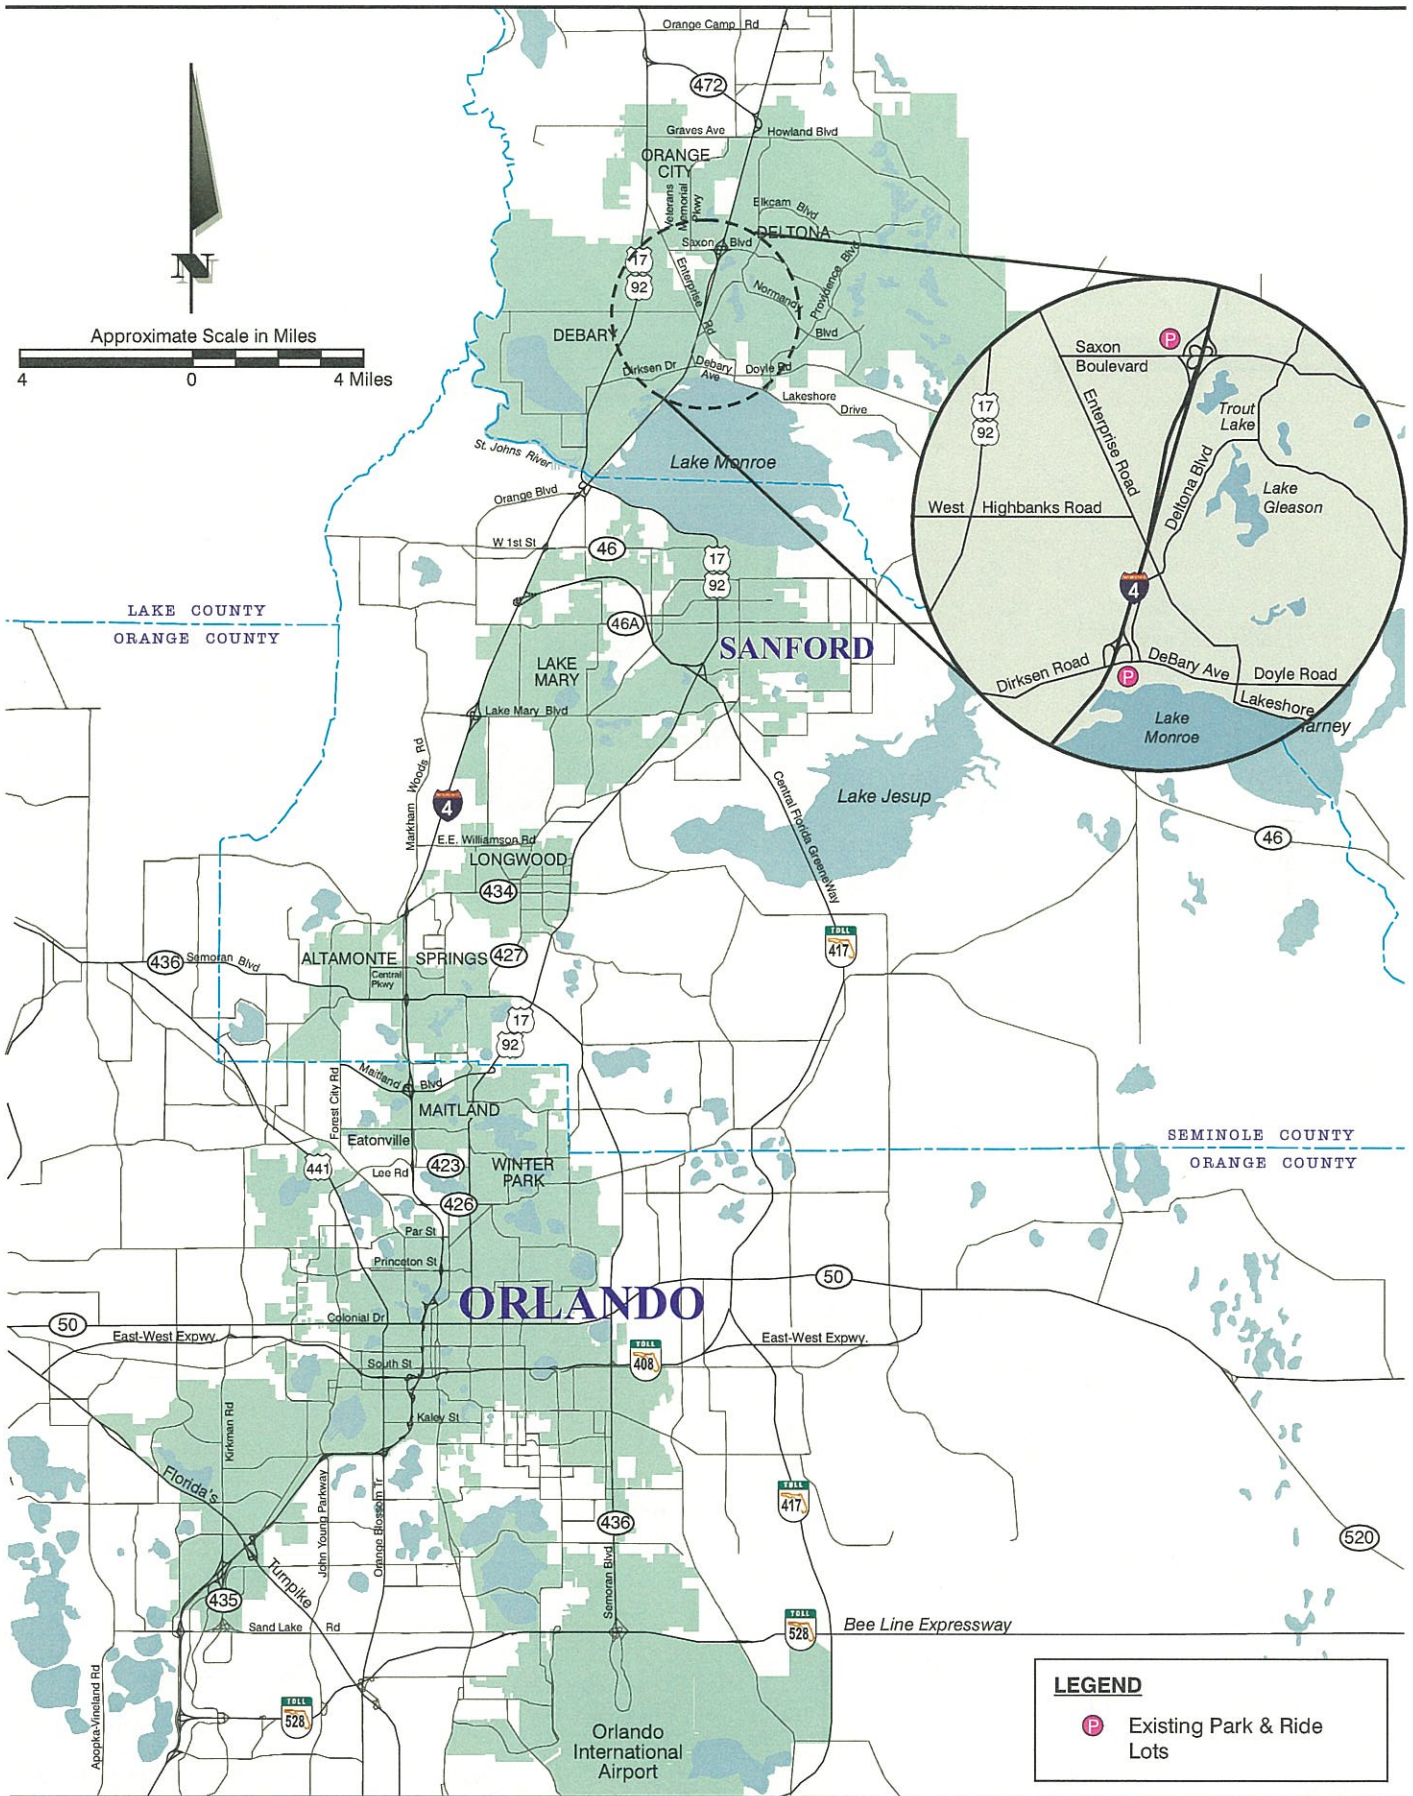 Orange Camp Rd
472
Graves Ave
Howland Blvd
ORANGE
CITY
Veterans
Memorial
Pkwy
Elkcam Blvd
DELTONA
Saxon Blvd
17
92
Enterprise Rd
Normandy Blvd
Providence Blvd
DEBARY
Dirksen Dr
Debary
Ave
Doyle Rd
Lakeshore
Drive
N
Approximate Scale in Miles
4 0 4 Miles
Saxon
Boulevard
P
17
92
Enterprise Road
Trout
Lake
Deltona Blvd
Lake
Gleason
West Highbanks Road
4
Dirksen Road
DeBary Ave
Doyle Road
P
Lakeshore
Lake
Monroe
Harney
St. Johns River
Lake Monroe
Orange Blvd
W 1st St
46
17
92
LAKE COUNTY
ORANGE COUNTY
46A
SANFORD
LAKE
MARY
Lake Mary Blvd
Markham Woods Rd
4
Central Florida GreeneWay
Lake Jesup
46
E.E. Williamson Rd
LONGWOOD
434
436
Semoran Blvd
ALTAMONTE SPRINGS
427
Central
Pkwy
TOLL
417
17
92
Forest City Rd
Maitland Blvd
MAITLAND
Eatonville
441
Lee Rd
423
WINTER
PARK
426
SEMINOLE COUNTY
ORANGE COUNTY
Par St
Princeton St
ORLANDO
50
50
Colonial Dr
East-West Expwy.
East-West Expwy.
South St
TOLL
408
Kirkman Rd
Kaley St
Florida's
Turnpike
John Young Parkway
Orange Blossom Tr
TOLL
417
436
520
Semoran Blvd
435
Sand Lake Rd
TOLL
528
Bee Line Expressway
Apopka-Vineland Rd
TOLL
528
Orlando
International
Airport
LEGEND
P Existing Park & Ride
Lots